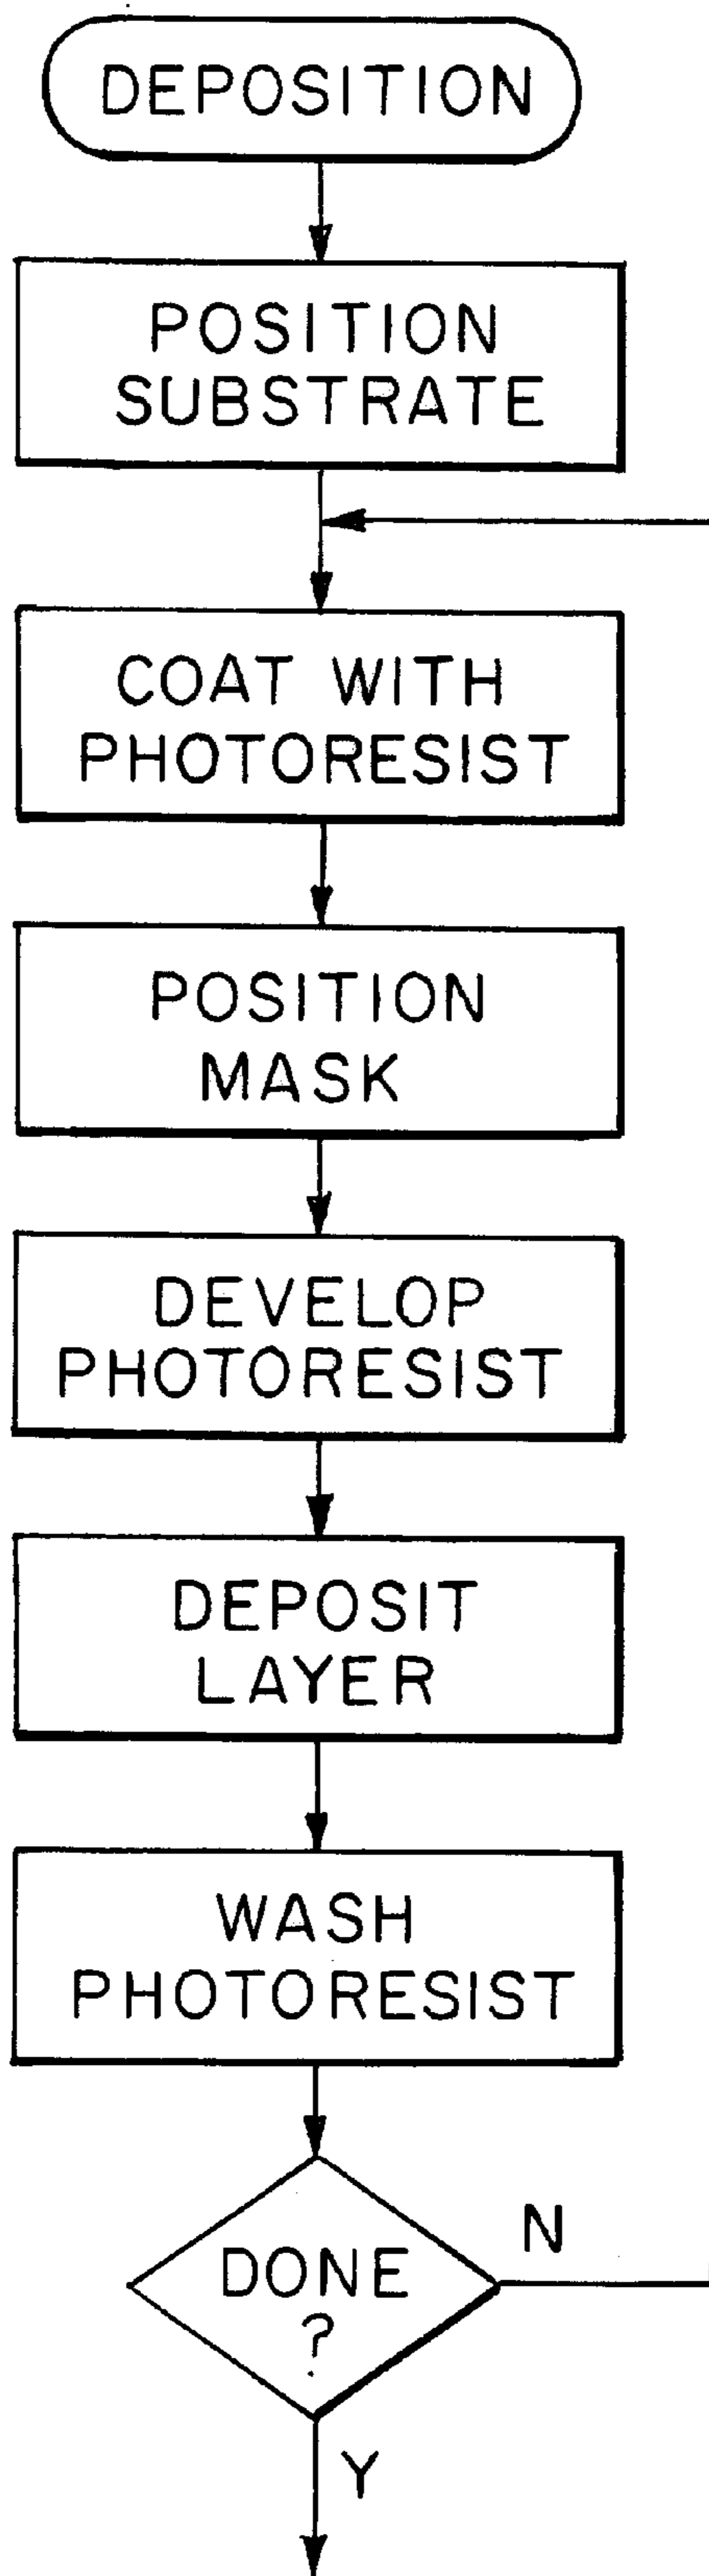 DEPOSITION
POSITION
SUBSTRATE
COAT WITH
PHOTORESIST
POSITION
MASK
DEVELOP
PHOTORESIST
DEPOSIT
LAYER
WASH
PHOTORESIST
N
DONE
?
Y